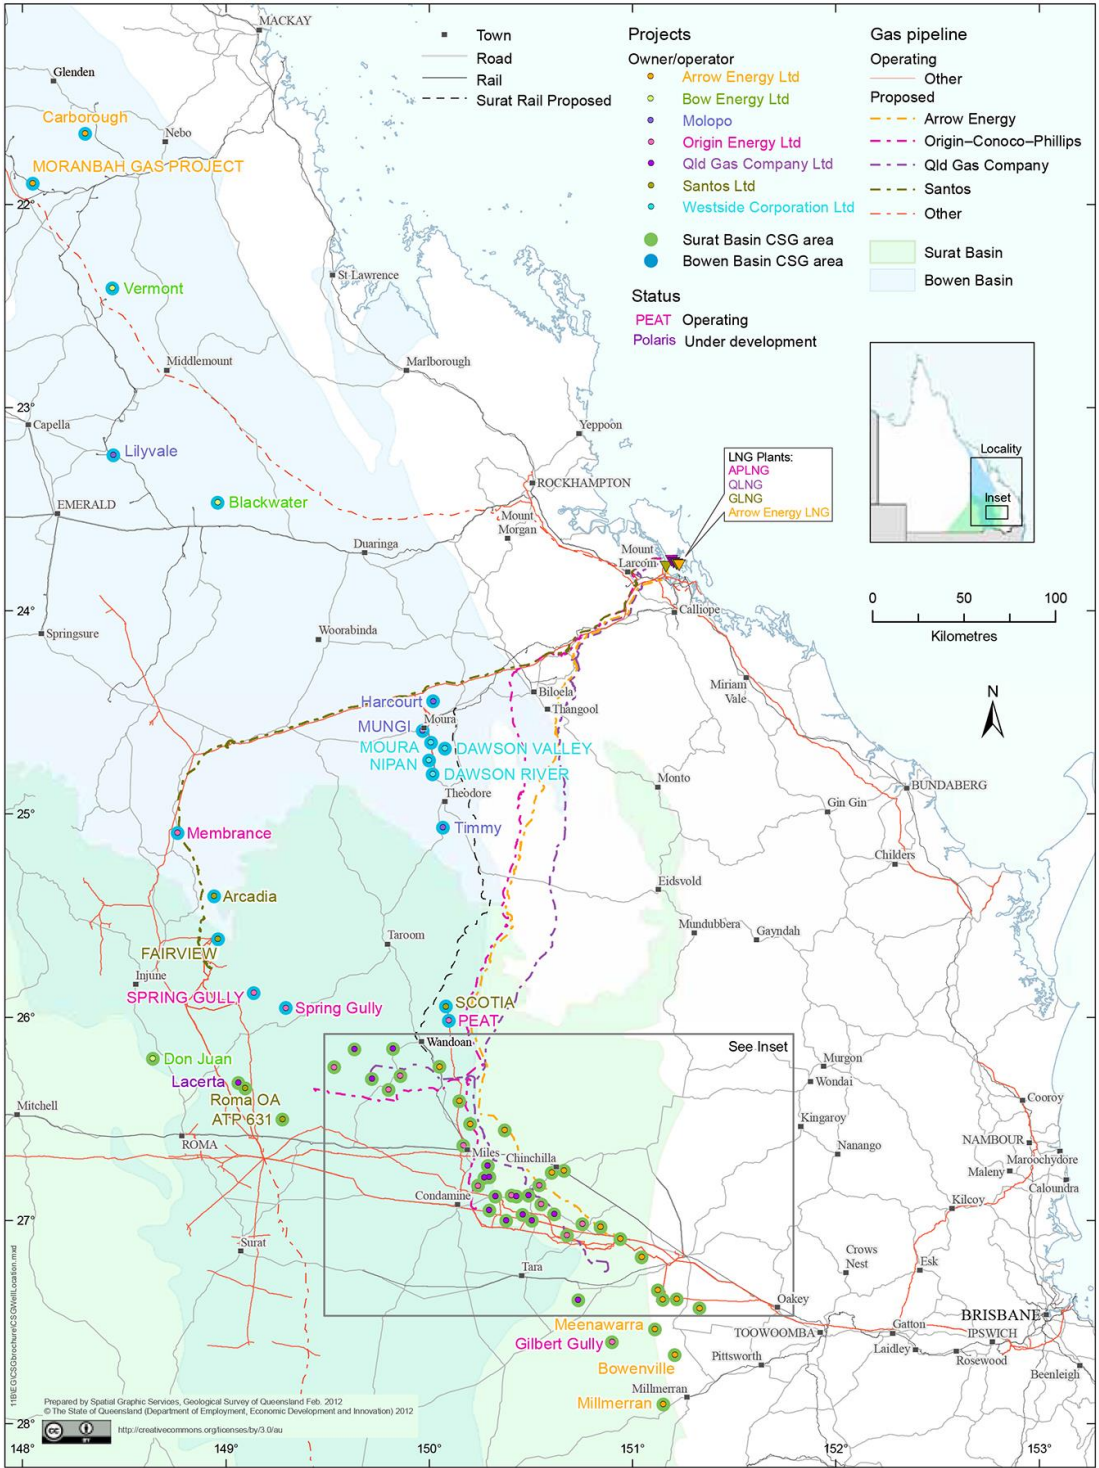 Town
Road
Rail
Surat Rail Proposed
Projects
Owner/operator
Arrow Energy Ltd
Bow Energy Ltd
Molopo
Origin Energy Ltd
Qld Gas Company Ltd
Santos Ltd
Westside Corporation Ltd
Surat Basin CSG area
Bowen Basin CSG area
Status
PEAT Operating
Polaris Under development
Gas pipeline
Operating
Other
Proposed
Arrow Energy
Origin–Conoco–Phillips
Qld Gas Company
Santos
Other
Surat Basin
Bowen Basin
Locality
Inset
0 50 100
Kilometres
N
LNG Plants:
APLNG
QLNG
GLNG
Arrow Energy LNG
MACKAY
Glenden
Carborough
Nebo
MORANBAH GAS PROJECT
22°
St Lawrence
Vermont
Middlemount
Marlborough
23°
Capella
Yeppoon
Lilyvale
ROCKHAMPTON
Blackwater
EMERALD
Mount
Morgan
Duaringa
Mount
Larcom
24°
Calliope
Springsure
Woorabinda
Miriam
Vale
Biloela
Harcourt
Thangool
Moura
MUNGI
MOURA
DAWSON VALLEY
NIPAN
DAWSON RIVER
Theodore
Monto
BUNDABERG
Gin Gin
25°
Timmy
Membrance
Childers
Eidsvold
Arcadia
Mundubbera
Gayndah
Taroom
FAIRVIEW
Injune
SPRING GULLY
Spring Gully
SCOTIA
26°
PEAT
Wandoan
See Inset
Don Juan
Murgon
Lacerta
Wondai
Roma OA
ATP 631
Mitchell
Cooroy
Kingaroy
ROMA
Nanango
NAMBOUR
Miles
Chinchilla
Maroochydore
Maleny
Caloundra
Condamine
Kilcoy
27°
Surat
Crows
Nest
Esk
Tara
Oakey
BRISBANE
Meenawarra
Gatton
TOOWOOMBA
IPSWICH
Gilbert Gully
Laidley
Rosewood
Pittsworth
Bowenville
Beenleigh
Millmerran
Millmerran
28°
148° 149° 150° 151° 152° 153°
11B\EG\CSGbrochure\CSGWellLocation.mxd
Prepared by Spatial Graphic Services, Geological Survey of Queensland Feb. 2012
© The State of Queensland (Department of Employment, Economic Development and Innovation) 2012
cc
BY
http://creativecommons.org/licenses/by/3.0/au